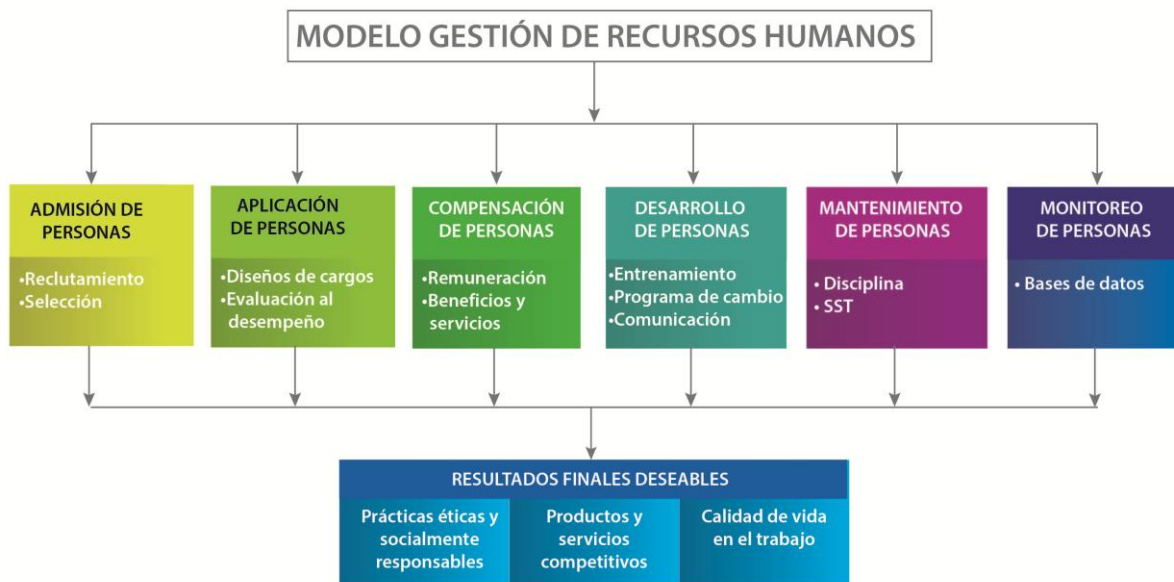 MODELO GESTIÓN DE RECURSOS HUMANOS
ADMISIÓN DE
PERSONAS
•Reclutamiento
•Selección
APLICACIÓN
DE PERSONAS
•Diseños de cargos
•Evaluación al
desempeño
COMPENSACIÓN
DE PERSONAS
•Remuneración
•Beneficios y
servicios
DESARROLLO
DE PERSONAS
•Entrenamiento
•Programa de cambio
•Comunicación
MANTENIMIENTO
DE PERSONAS
• Disciplina
• SST
MONITOREO
DE PERSONAS
• Bases de datos
RESULTADOS FINALES DESEABLES
Prácticas éticas y
socialmente
responsables
Productos y
servicios
competitivos
Calidad de vida
en el trabajo